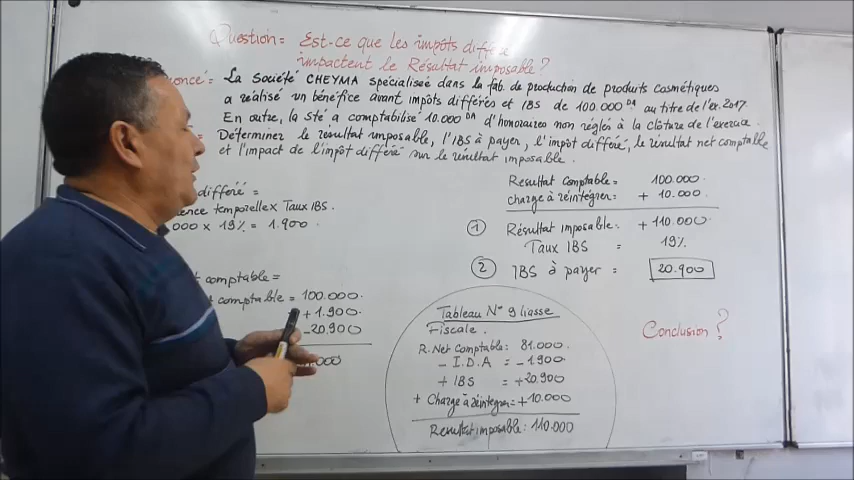 Question = Est-ce que les impôts diffé
impactent le Résultat imposable ?
noncé = La Société CHEYMA spécialisée dans la fab. de production de produits cosmétiques
a réalisé un bénéfice avant impôts différés et IBS de 100.000 DA au titre de l'ex. 2017.
En outre, la Sté a comptabilisé 10.000 DA d'honoraires non réglés à la clôture de l'exercice.
= Déterminez le résultat imposable, l'IBS à payer, l'impôt différé, le résultat net comptable
et l'impact de l'impôt différé sur le résultat imposable.
différé =
ence temporelle x Taux IBS.
000 x 19% = 1.900
t comptable =
t comptable = 100.000.
+ 1.900
- 20.900
000
Resultat Comptable = 100.000.
charge à réintégrer = + 10.000.
① Résultat imposable: + 110.000
Taux IBS = 19%
② IBS à payer = 20.900
Tableau N° 9 liasse
Fiscale.
R. Net Comptable: 81.000.
- I.D.A = - 1.900
+ IBS = + 20.900
+ Charge à réintégrer = + 10.000
Resultat imposable: 110.000
Conclusion ?